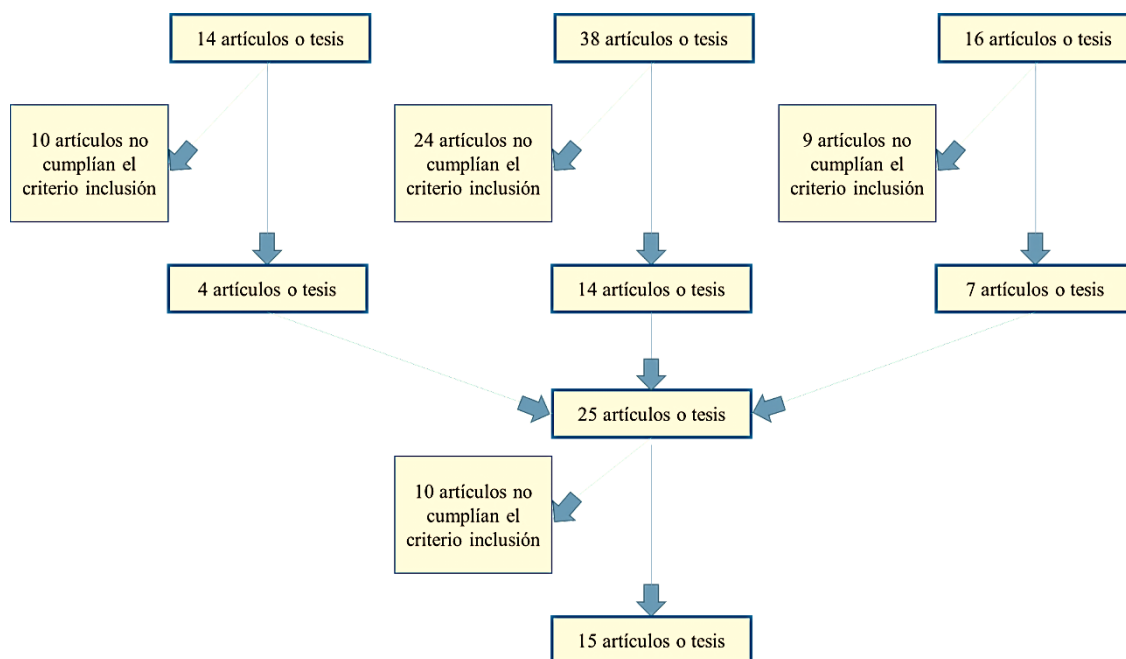 14 artículos o tesis
38 artículos o tesis
16 artículos o tesis
10 artículos no
cumplían el
criterio inclusión
24 artículos no
cumplían el
criterio inclusión
9 artículos no
cumplían el
criterio inclusión
4 artículos o tesis
14 artículos o tesis
7 artículos o tesis
25 artículos o tesis
10 artículos no
cumplían el
criterio inclusión
15 artículos o tesis